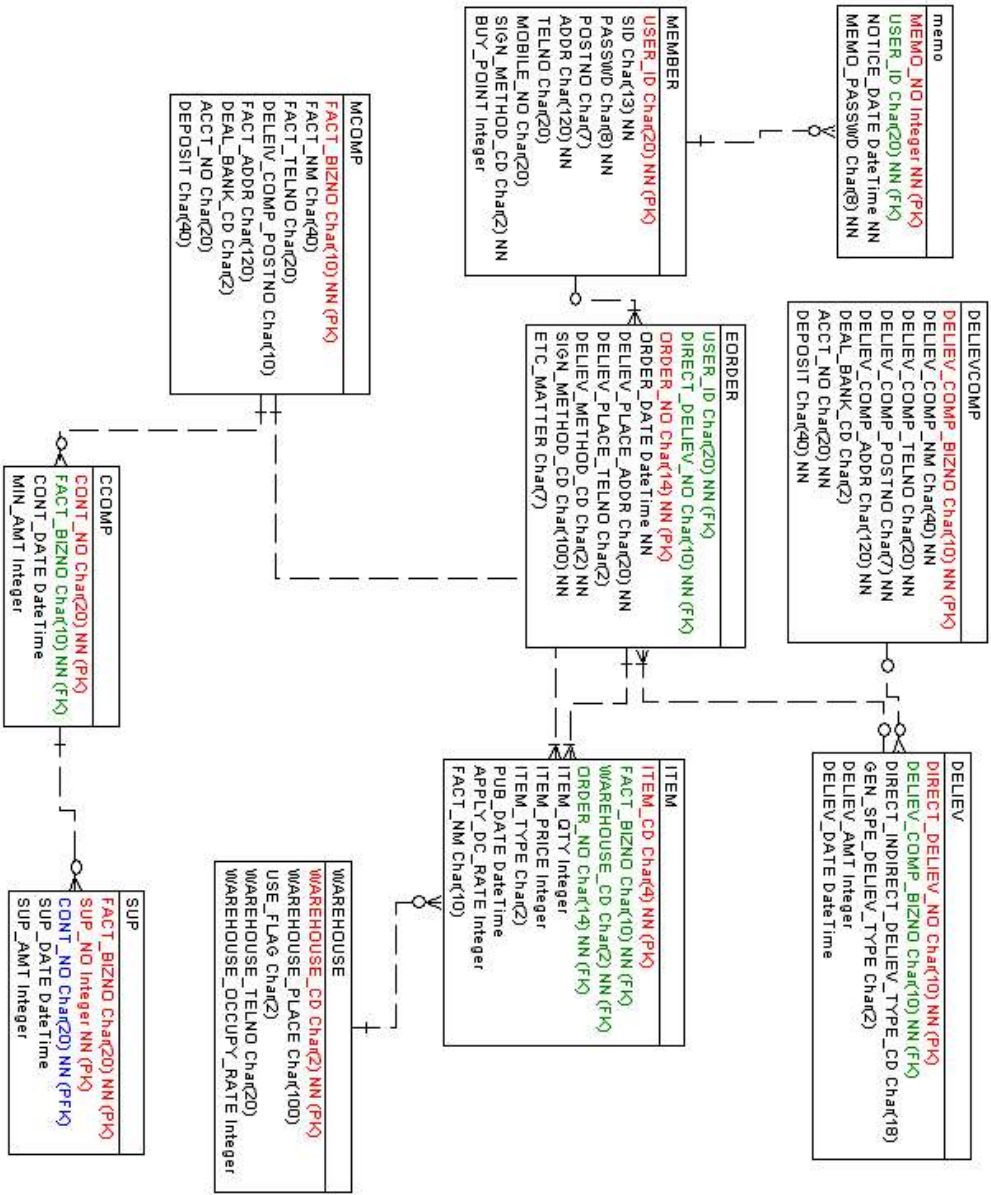 memo
MEMO_NO Integer NN (PK)
USER_ID Char(20) NN (FK)
NOTICE_DATE DateTime NN
MEMO_PASSWD Char(8) NN
DELIEVCOMP
DELIEV_COMP_BIZNO Char(10) NN (PK)
DELIEV_COMP_NM Char(40) NN
DELIEV_COMP_TELNO Char(20) NN
DELIEV_COMP_POSTNO Char(7) NN
DELIEV_COMP_ADDR Char(120) NN
DEAL_BANK_CD Char(2)
ACCT_NO Char(20) NN
DEPOSIT Char(40) NN
DELIEV
DIRECT_DELIEV_NO Char(10) NN (PK)
DELIEV_COMP_BIZNO Char(10) NN (FK)
DIRECT_INDIRECT_DELIEV_TYPE_CD Char(18)
GEN_SPE_DELIEV_TYPE Char(2)
DELIEV_AMT Integer
DELIEV_DATE DateTime
MEMBER
USER_ID Char(20) NN (PK)
SID Char(13) NN
PASSWD Char(8) NN
POSTNO Char(7)
ADDR Char(120) NN
TELNO Char(20)
MOBILE_NO Char(20)
SIGN_METHOD_CD Char(2) NN
BUY_POINT Integer
EORDER
USER_ID Char(20) NN (FK)
DIRECT_DELIEV_NO Char(10) NN (FK)
ORDER_NO Char(14) NN (PK)
ORDER_DATE DateTime NN
DELIEV_PLACE_ADDR Char(20) NN
DELIEV_PLACE_TELNO Char(2)
DELIEV_METHOD_CD Char(2) NN
SIGN_METHOD_CD Char(100) NN
ETC_MATTER Char(7)
ITEM
ITEM_CD Char(4) NN (PK)
FACT_BIZNO Char(10) NN (FK)
WAREHOUSE_CD Char(2) NN (FK)
ORDER_NO Char(14) NN (FK)
ITEM_QTY Integer
ITEM_PRICE Integer
ITEM_TYPE Char(2)
PUB_DATE DateTime
APPLY_DC_RATE Integer
FACT_NM Char(10)
MCOMP
FACT_BIZNO Char(10) NN (PK)
FACT_NM Char(40)
FACT_TELNO Char(20)
DELEIV_COMP_POSTNO Char(10)
FACT_ADDR Char(120)
DEAL_BANK_CD Char(2)
ACCT_NO Char(20)
DEPOSIT Char(40)
WAREHOUSE
WAREHOUSE_CD Char(2) NN (PK)
WAREHOUSE_PLACE Char(100)
USE_FLAG Char(2)
WAREHOUSE_TELNO Char(20)
WAREHOUSE_OCCUPY_RATE Integer
CCOMP
CONT_NO Char(20) NN (PK)
FACT_BIZNO Char(10) NN (FK)
CONT_DATE DateTime
MIN_AMT Integer
SUP
FACT_BIZNO Char(20) NN (PK)
SUP_NO Integer NN (PK)
CONT_NO Char(20) NN (PFK)
SUP_DATE DateTime
SUP_AMT Integer